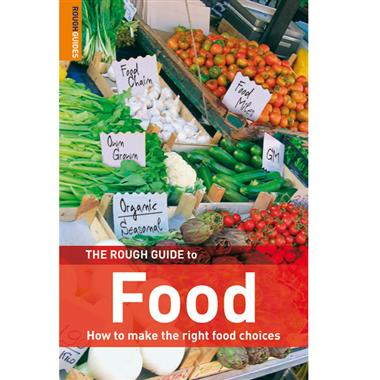 ROUGH GUIDES
Food
Chain
Food
Miles
Own
Grown
GM
Organic
Seasonal
THE ROUGH GUIDE to
Food
How to make the right food choices